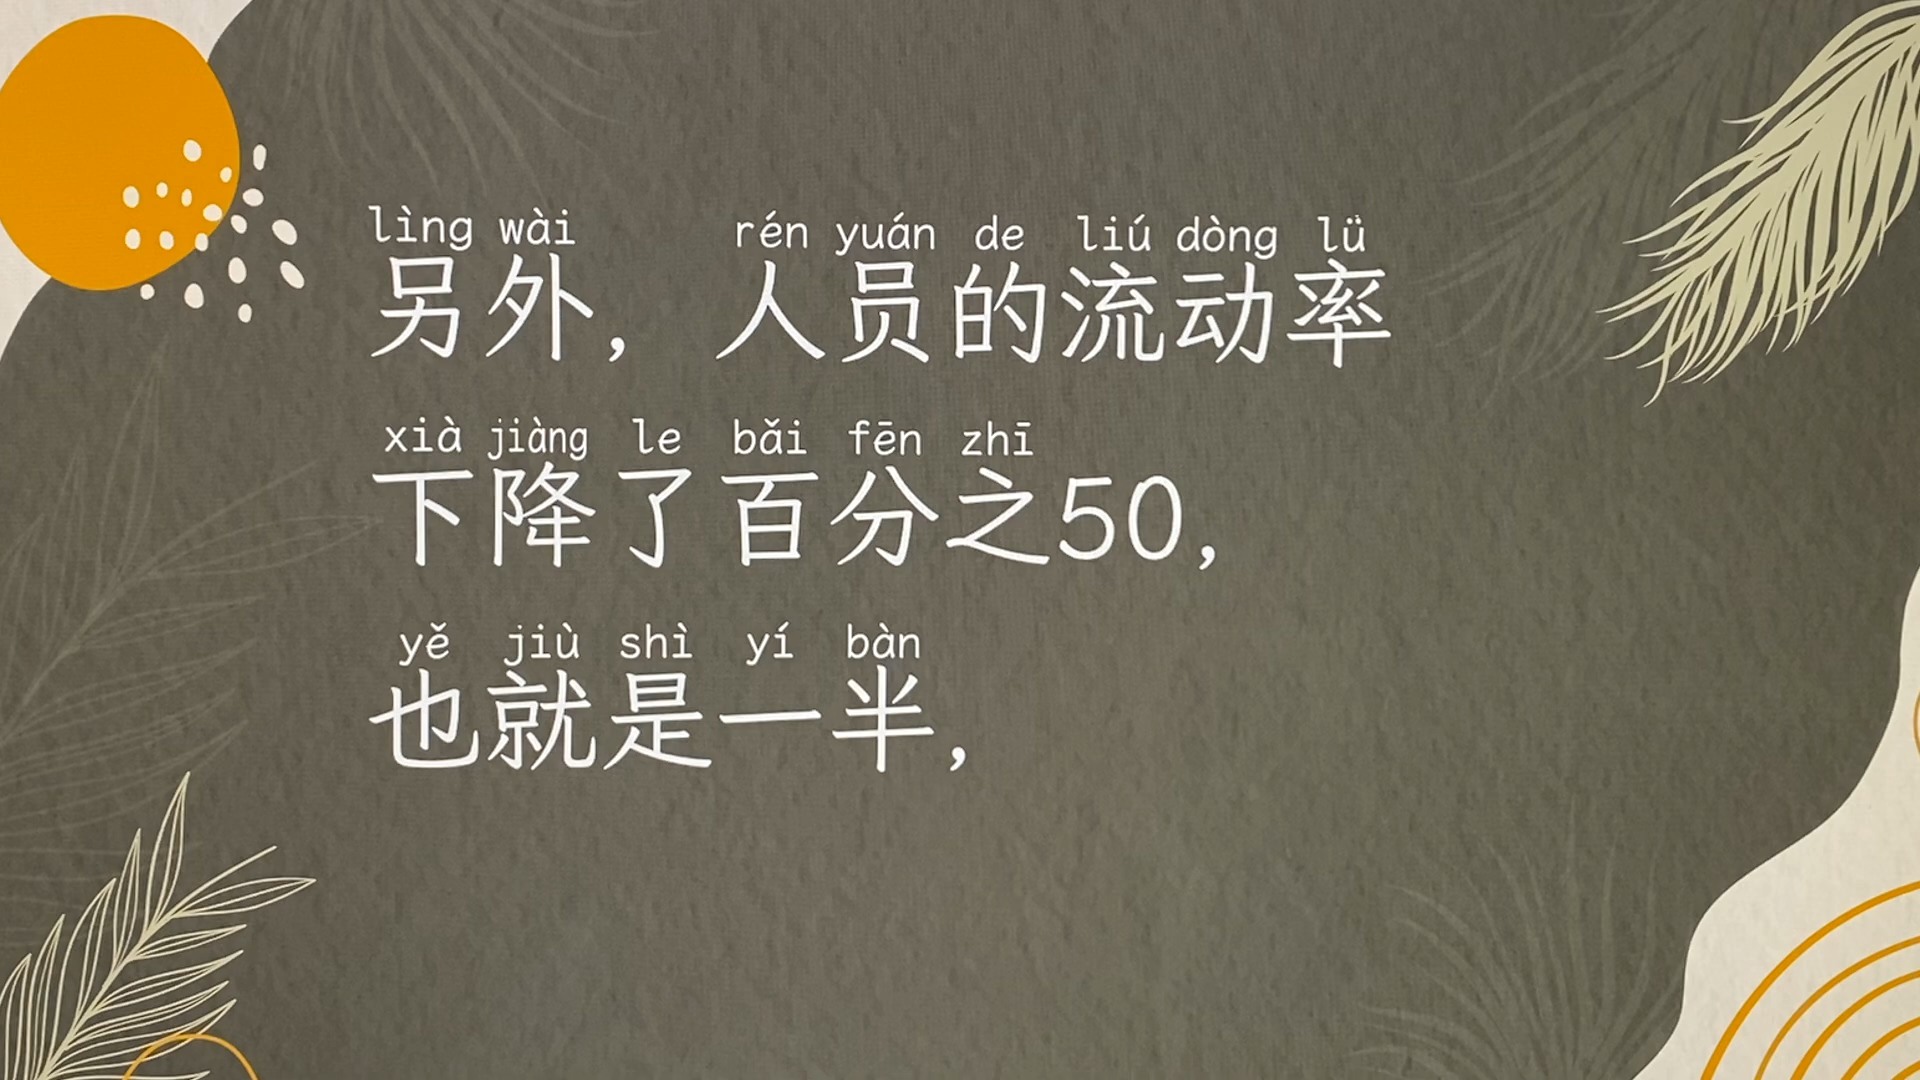 lìng wài rén yuán de liú dòng lǜ
另外，人员的流动率
xià jiàng le bǎi fēn zhī
下降了百分之50，
yě jiù shì yí bàn
也就是一半，